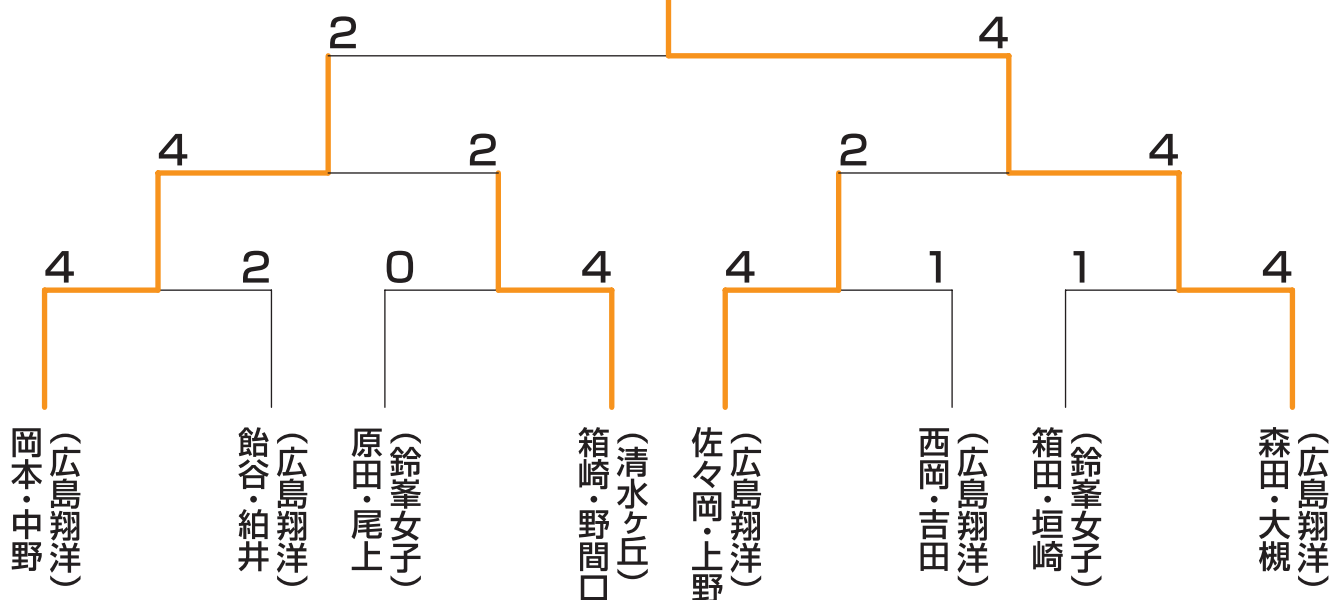 2
4
4
2
2
4
4
2
0
4
4
1
1
4
岡本・中野
(広島翔洋)
飴谷・絈井
(広島翔洋)
原田・尾上
(鈴峯女子)
箱崎・野間口
(清水ヶ丘)
佐々岡・上野
(広島翔洋)
西岡・吉田
(広島翔洋)
箱田・垣崎
(鈴峯女子)
森田・大槻
(広島翔洋)